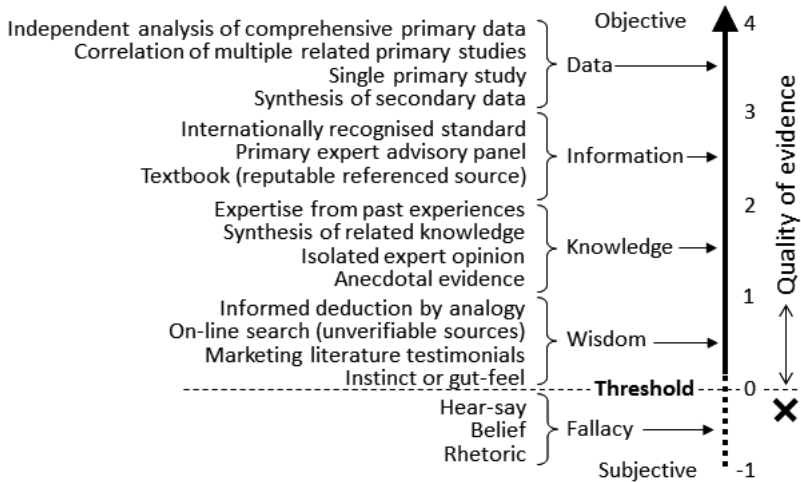 Objective 4
Independent analysis of comprehensive primary data
Correlation of multiple related primary studies
Single primary study
Synthesis of secondary data
Data
3
Internationally recognised standard
Primary expert advisory panel
Textbook (reputable referenced source)
Information
2
Expertise from past experiences
Synthesis of related knowledge
Isolated expert opinion
Anecdotal evidence
Knowledge
1
Informed deduction by analogy
On-line search (unverifiable sources)
Marketing literature testimonials
Instinct or gut-feel
Wisdom
Threshold 0
Hear-say
Belief
Rhetoric
Fallacy
Subjective -1
Quality of evidence